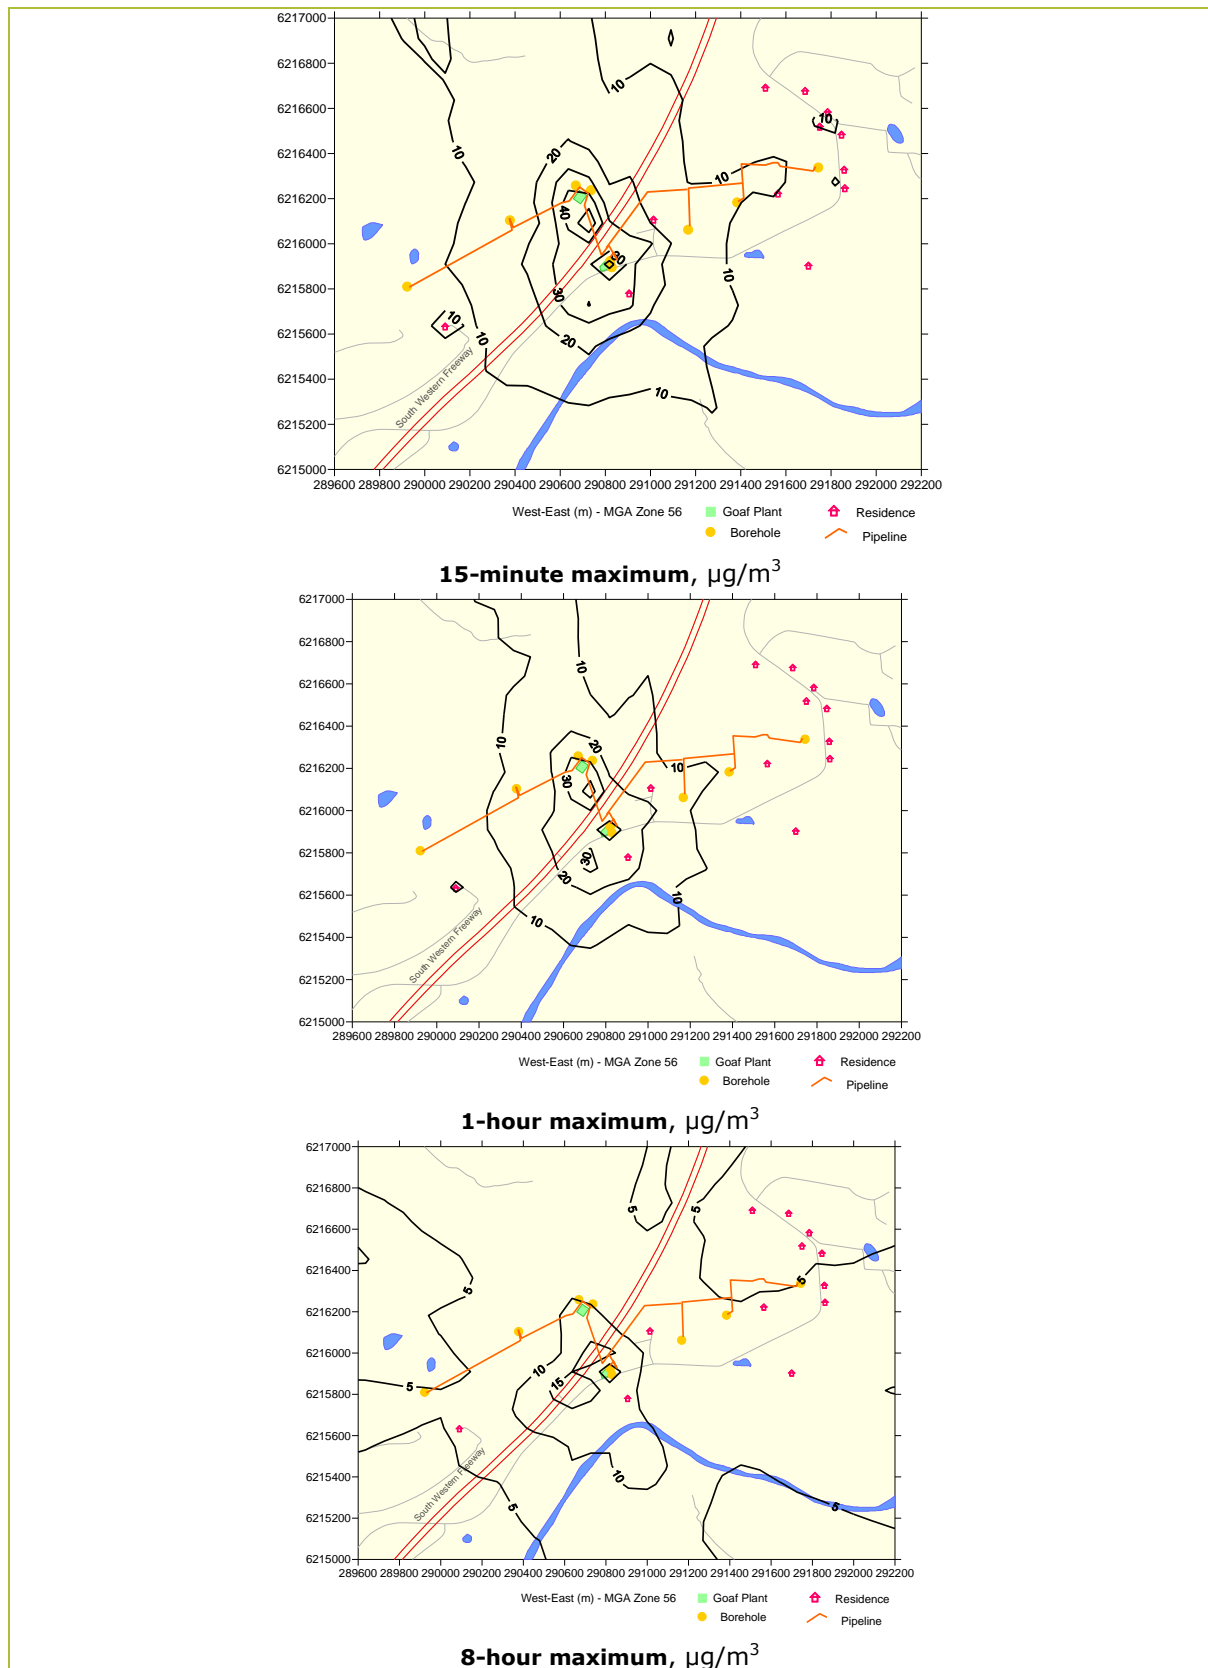 6217000
6216800
6216600
6216400
6216200
6216000
6215800
6215600
6215400
6215200
6215000
10
10
10
20
10
10
40
20
30
10
10
10
20
10
South Western Freeway
289600 289800 290000 290200 290400 290600 290800 291000 291200 291400 291600 291800 292000 292200
West-East (m) - MGA Zone 56
Goaf Plant
Residence
Borehole
Pipeline
15-minute maximum, µg/m³
6217000
6216800
6216600
6216400
6216200
6216000
6215800
6215600
6215400
6215200
6215000
10
10
20
10
30
30
20
10
10
South Western Freeway
289600 289800 290000 290200 290400 290600 290800 291000 291200 291400 291600 291800 292000 292200
West-East (m) - MGA Zone 56
Goaf Plant
Residence
Borehole
Pipeline
1-hour maximum, µg/m³
6217000
6216800
6216600
6216400
6216200
6216000
6215800
6215600
6215400
6215200
6215000
5
5
5
5
10
15
5
10
5
5
South Western Freeway
289600 289800 290000 290200 290400 290600 290800 291000 291200 291400 291600 291800 292000 292200
West-East (m) - MGA Zone 56
Goaf Plant
Residence
Borehole
Pipeline
8-hour maximum, µg/m³